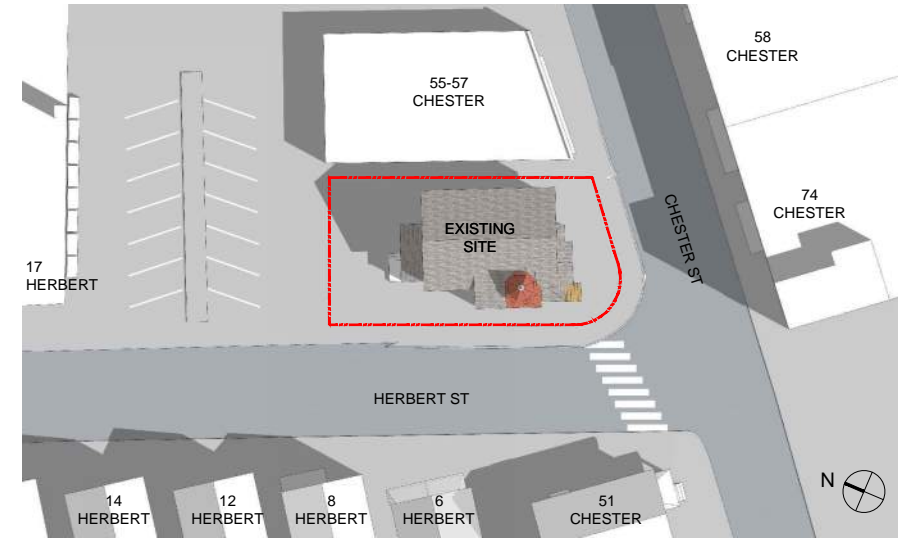 58
CHESTER
55-57
CHESTER
74
CHESTER
CHESTER ST
EXISTING
SITE
17
HERBERT
HERBERT ST
N
14
HERBERT
12
HERBERT
8
HERBERT
6
HERBERT
51
CHESTER